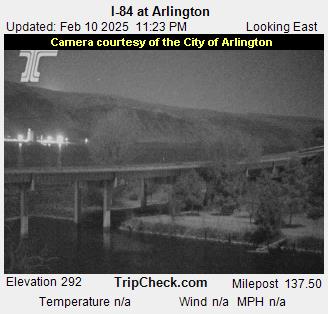 I-84 at Arlington
Updated: Feb 10 2025 11:23 PM Looking East
Camera courtesy of the City of Arlington
Elevation 292 TripCheck.com Milepost 137.50
Temperature n/a Wind n/a MPH n/a